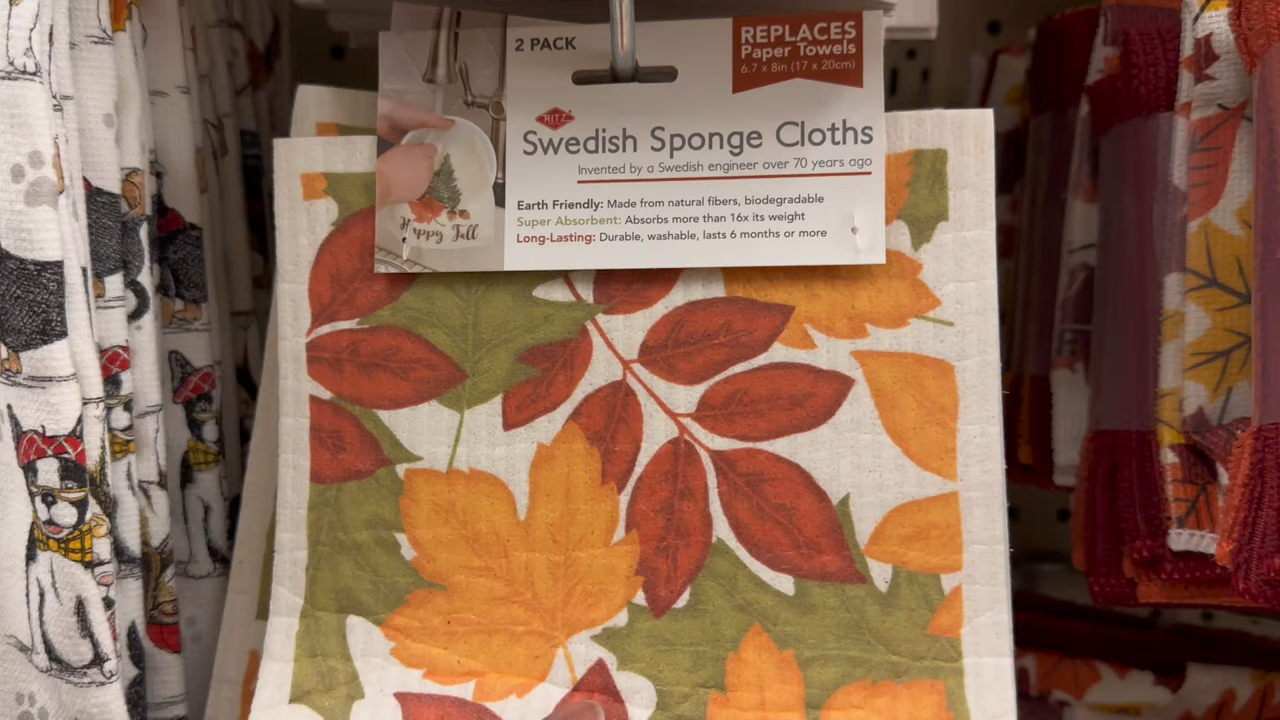 2 PACK
REPLACES
Paper Towels
6.7 x 8in (17 x 20cm)
RITZ
Swedish Sponge Cloths
Invented by a Swedish engineer over 70 years ago
Earth Friendly: Made from natural fibers, biodegradable
Super Absorbent: Absorbs more than 16x its weight
Long-Lasting: Durable, washable, lasts 6 months or more
Happy Fall